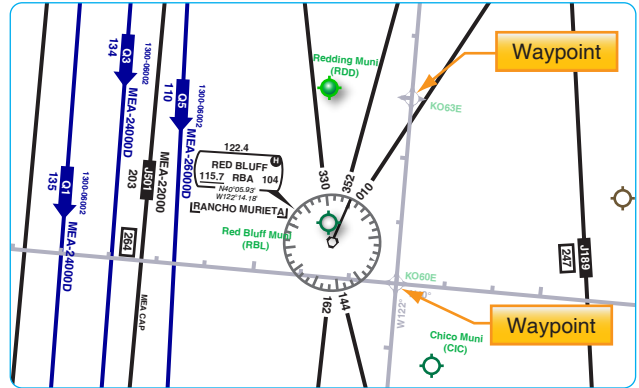 Waypoint
Redding Muni
(RDD)
KO63E
Q3
134
1300-06002
MEA-24000D
Q5
110
1300-06002
MEA-26000D
Q1
135
1300-06002
MEA-24000D
J501
203
MEA-22000
MEA CAP
264
122.4
H
RED BLUFF
115.7 RBA 104
N40°05.93'
W122°14.18'
RANCHO MURIETA
330
352
010
Red Bluff Muni
(RBL)
162
144
KO60E
W122°
J189
247
Waypoint
Chico Muni
(CIC)